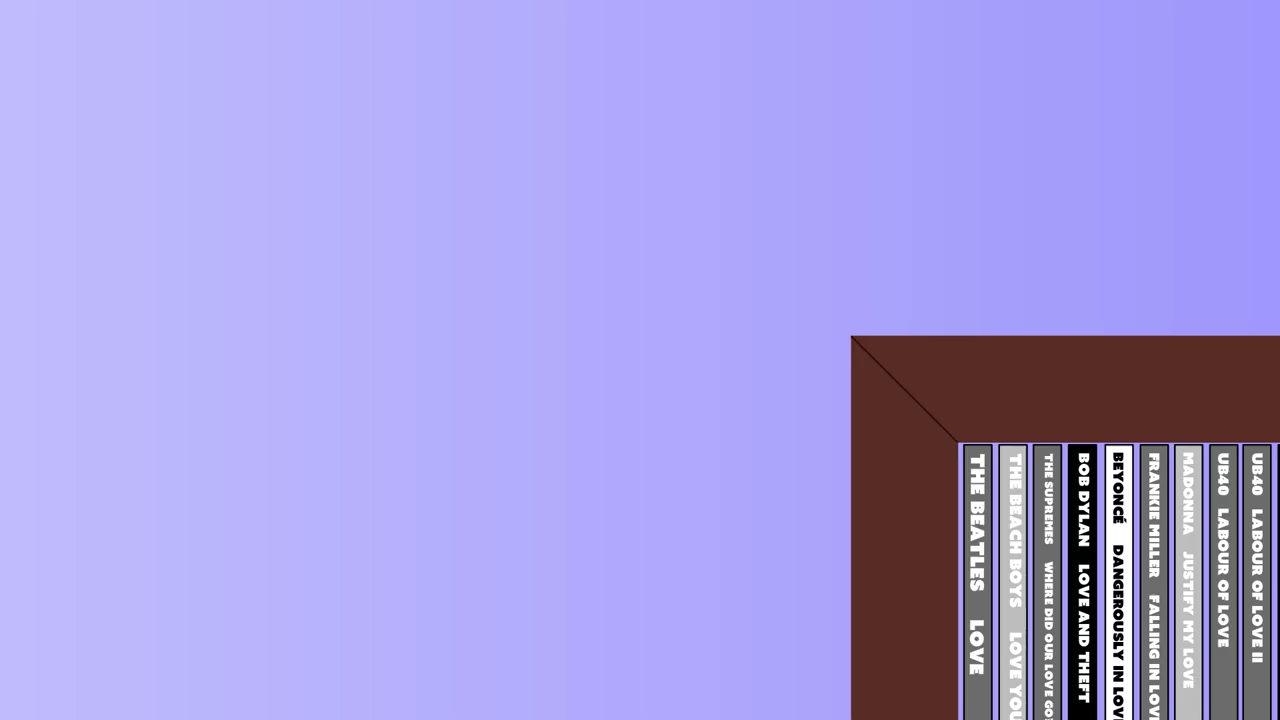 THE BEATLES LOVE
THE BEACH BOYS LOVE YOU
THE SUPREMES WHERE DID OUR LOVE GO?
BOB DYLAN LOVE AND THEFT
BEYONCÉ DANGEROUSLY IN LOVE
FRANKIE MILLER FALLING IN LOVE
MADONNA JUSTIFY MY LOVE
UB40 LABOUR OF LOVE
UB40 LABOUR OF LOVE II